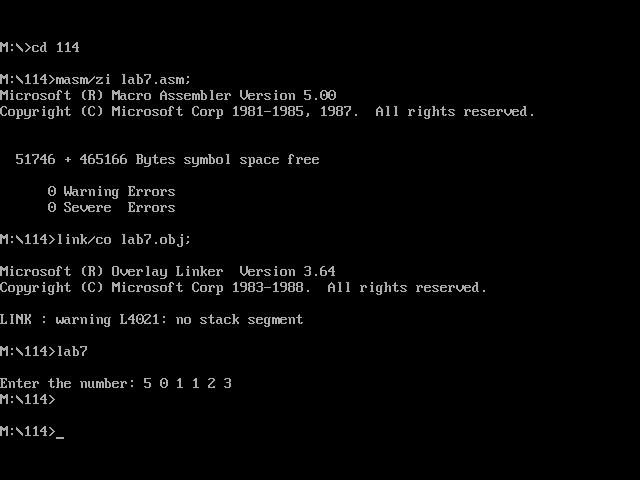 M:\>cd 114
M:\114>masm/zi lab7.asm;
Microsoft (R) Macro Assembler Version 5.00
Copyright (C) Microsoft Corp 1981-1985, 1987.  All rights reserved.
51746 + 465166 Bytes symbol space free
0 Warning Errors
0 Severe  Errors
M:\114>link/co lab7.obj;
Microsoft (R) Overlay Linker  Version 3.64
Copyright (C) Microsoft Corp 1983-1988.  All rights reserved.
LINK : warning L4021: no stack segment
M:\114>lab7
Enter the number: 5 0 1 1 2 3
M:\114>
M:\114>_